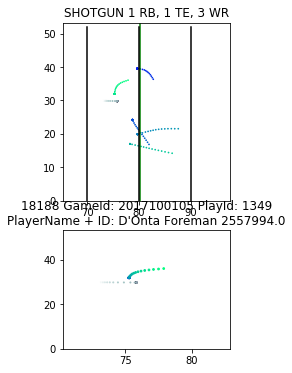 SHOTGUN 1 RB, 1 TE, 3 WR
50
40
30
20
10
0
70 80 90
18188 GameId: 2017100105 PlayId: 1349
PlayerName + ID: D'Onta Foreman 2557994.0
40
20
0
75 80